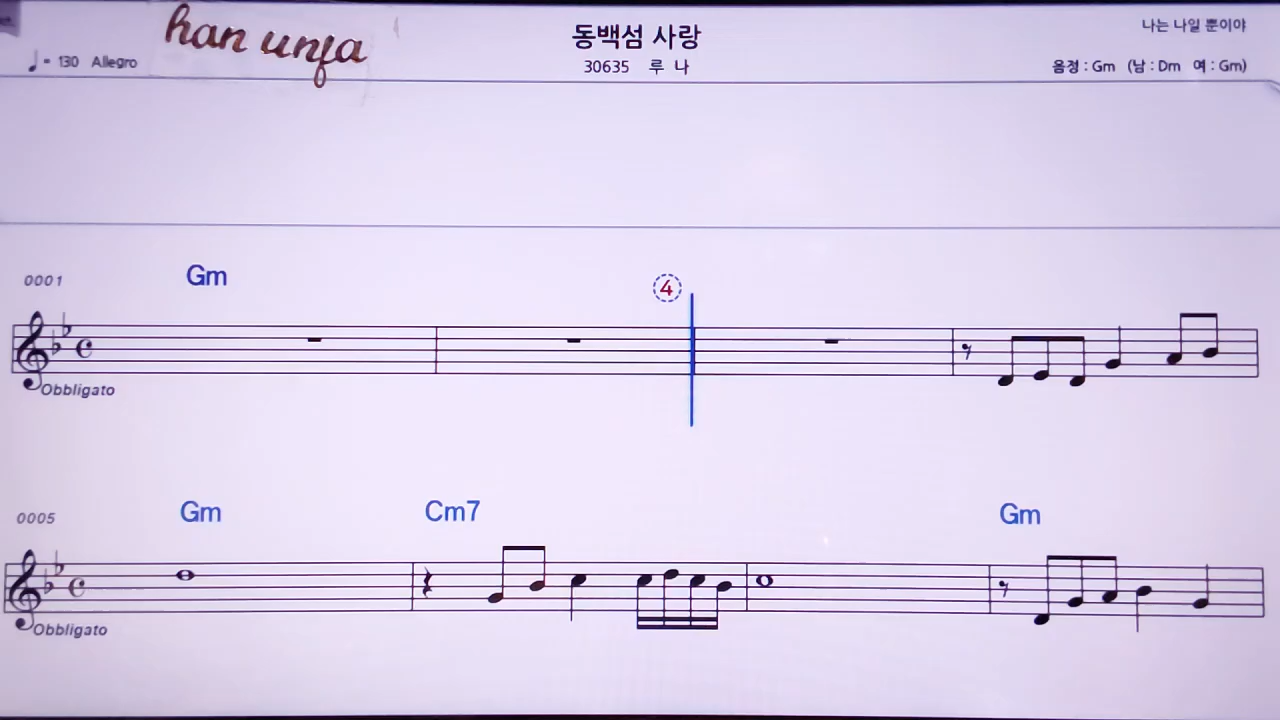 han unja
동백섬 사랑
나는 나일 뿐이야
♩= 130 Allegro
30635 루 나
음정 : Gm (남 : Dm 여 : Gm)
0001 Gm
4
Obbligato
0005 Gm Cm7 Gm
Obbligato